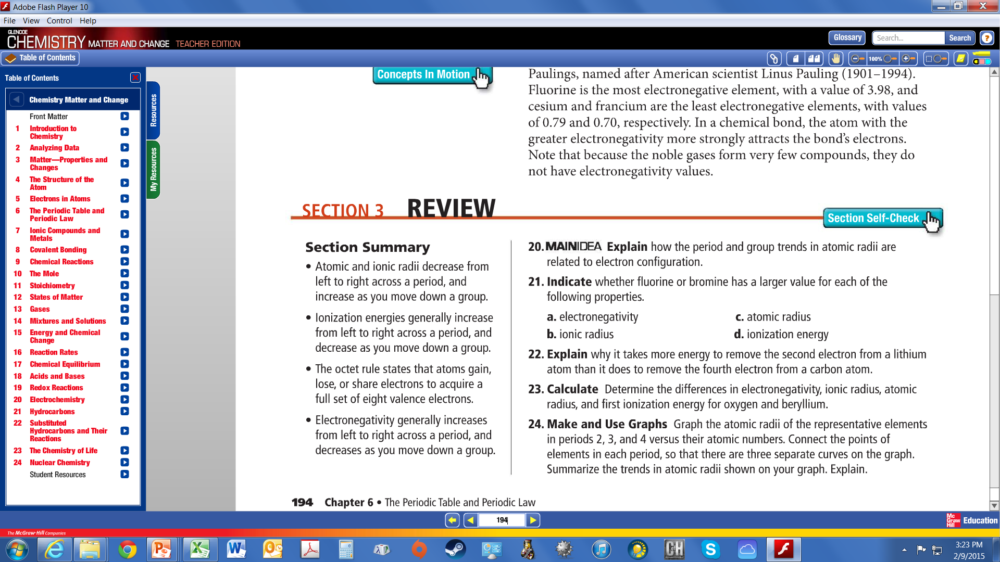 Adobe Flash Player 10
File View Control Help
GLENCOE
CHEMISTRY MATTER AND CHANGE TEACHER EDITION
Glossary
Search...
Search
?
Table of Contents
100%
Table of Contents
Chemistry Matter and Change
Front Matter
1 Introduction to
Chemistry
2 Analyzing Data
3 Matter—Properties and
Changes
4 The Structure of the
Atom
5 Electrons in Atoms
6 The Periodic Table and
Periodic Law
7 Ionic Compounds and
Metals
8 Covalent Bonding
9 Chemical Reactions
10 The Mole
11 Stoichiometry
12 States of Matter
13 Gases
14 Mixtures and Solutions
15 Energy and Chemical
Change
16 Reaction Rates
17 Chemical Equilibrium
18 Acids and Bases
19 Redox Reactions
20 Electrochemistry
21 Hydrocarbons
22 Substituted
Hydrocarbons and Their
Reactions
23 The Chemistry of Life
24 Nuclear Chemistry
Student Resources
Resources
My Resources
Concepts In Motion
Paulings, named after American scientist Linus Pauling (1901–1994).
Fluorine is the most electronegative element, with a value of 3.98, and
cesium and francium are the least electronegative elements, with values
of 0.79 and 0.70, respectively. In a chemical bond, the atom with the
greater electronegativity more strongly attracts the bond's electrons.
Note that because the noble gases form very few compounds, they do
not have electronegativity values.
SECTION 3 REVIEW
Section Self-Check
Section Summary
• Atomic and ionic radii decrease from
left to right across a period, and
increase as you move down a group.
• Ionization energies generally increase
from left to right across a period, and
decrease as you move down a group.
• The octet rule states that atoms gain,
lose, or share electrons to acquire a
full set of eight valence electrons.
• Electronegativity generally increases
from left to right across a period, and
decreases as you move down a group.
20. MAINIDEA Explain how the period and group trends in atomic radii are
related to electron configuration.
21. Indicate whether fluorine or bromine has a larger value for each of the
following properties.
a. electronegativity c. atomic radius
b. ionic radius d. ionization energy
22. Explain why it takes more energy to remove the second electron from a lithium
atom than it does to remove the fourth electron from a carbon atom.
23. Calculate Determine the differences in electronegativity, ionic radius, atomic
radius, and first ionization energy for oxygen and beryllium.
24. Make and Use Graphs Graph the atomic radii of the representative elements
in periods 2, 3, and 4 versus their atomic numbers. Connect the points of
elements in each period, so that there are three separate curves on the graph.
Summarize the trends in atomic radii shown on your graph. Explain.
194 Chapter 6 • The Periodic Table and Periodic Law
194
Mc
Graw
Hill Education
The McGraw·Hill Companies
3:23 PM
2/9/2015